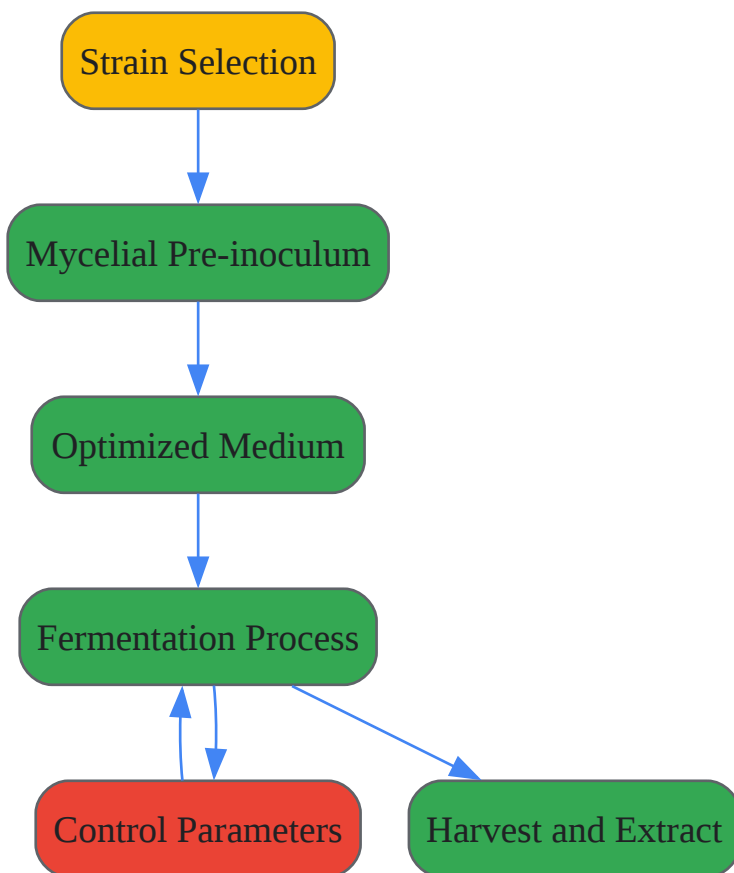 Strain Selection
Mycelial Pre-inoculum
Optimized Medium
Fermentation Process
Control Parameters
Harvest and Extract